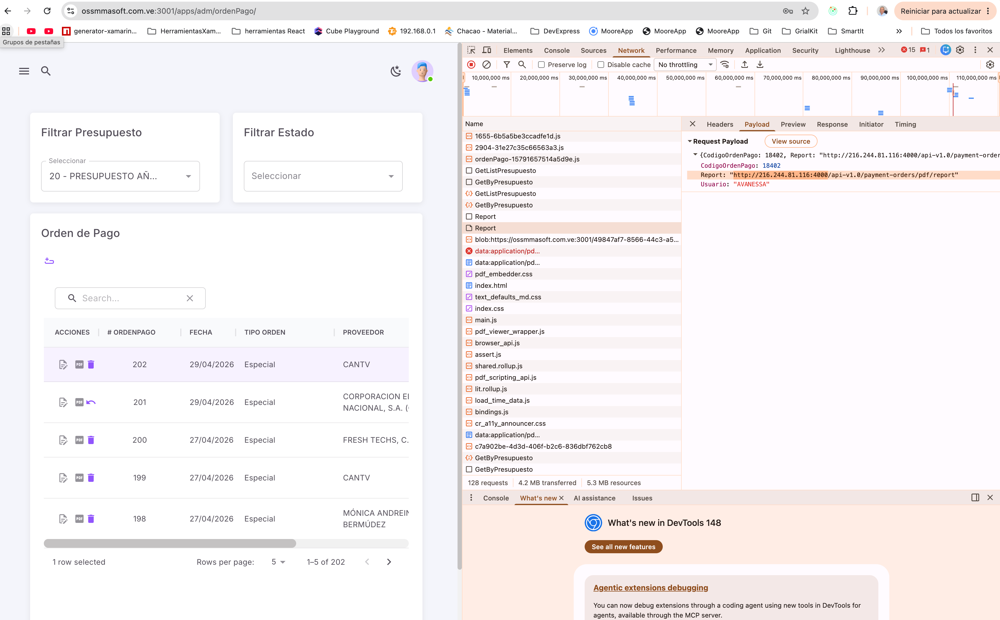 ossmmasoft.com.ve:3001/apps/adm/ordenPago/
Reiniciar para actualizar
generator-xamarin...
HerramientasXam...
herramientas React
Cube Playground
192.168.0.1
Chacao - Material...
DevExpress
MooreApp
MooreApp
MooreApp
Git
GrialKit
SmartIt
Todos los favoritos
Grupos de pestañas
Filtrar Presupuesto
Seleccionar
20 - PRESUPUESTO AÑ...
Filtrar Estado
Seleccionar
Orden de Pago
Search...
ACCIONES # ORDENPAGO FECHA TIPO ORDEN PROVEEDOR
PDF 202 29/04/2026 Especial CANTV
PDF 201 29/04/2026 Especial CORPORACION El
NACIONAL, S.A. (
PDF 200 27/04/2026 Especial FRESH TECHS, C.
PDF 199 27/04/2026 Especial CANTV
PDF 198 27/04/2026 Especial MÓNICA ANDREIN
BERMÚDEZ
1 row selected Rows per page: 5 1–5 of 202
Elements Console Sources Network Performance Memory Application Security Lighthouse 15 1
Preserve log Disable cache No throttling
10,000,000 ms 20,000,000 ms 30,000,000 ms 40,000,000 ms 50,000,000 ms 60,000,000 ms 70,000,000 ms 80,000,000 ms 90,000,000 ms 100,000,000 ms 110,000,000 ms
Name
1655-6b5a5be3ccadfe1d.js
2904-31e27c35c66563a3.js
ordenPago-15791657514a5d9e.js
GetListPresupuesto
GetByPresupuesto
GetListPresupuesto
GetByPresupuesto
Report
Report
blob:https://ossmmasoft.com.ve:3001/49847af7-8566-44c3-a5...
data:application/pd...
data:application/pd...
pdf_embedder.css
index.html
text_defaults_md.css
index.css
main.js
pdf_viewer_wrapper.js
browser_api.js
assert.js
shared.rollup.js
pdf_scripting_api.js
lit.rollup.js
load_time_data.js
bindings.js
cr_a11y_announcer.css
data:application/pd...
c7a902be-4d3d-406f-b2c6-836dbf762cb8
GetByPresupuesto
GetByPresupuesto
128 requests 4.2 MB transferred 5.3 MB resources
Headers Payload Preview Response Initiator Timing
Request Payload View source
{CodigoOrdenPago: 18402, Report: "http://216.244.81.116:4000/api-v1.0/payment-order
CodigoOrdenPago: 18402
Report: "http://216.244.81.116:4000/api-v1.0/payment-orders/pdf/report"
Usuario: "AVANESSA"
Console What's new AI assistance Issues
What's new in DevTools 148
See all new features
Agentic extensions debugging
You can now debug extensions through a coding agent using new tools in DevTools for
agents, available through the MCP server.